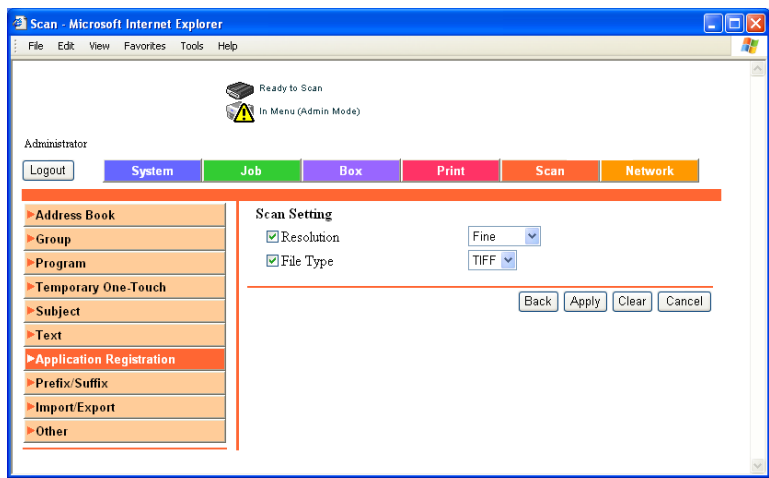 Scan - Microsoft Internet Explorer
File Edit View Favorites Tools Help
Ready to Scan
In Menu (Admin Mode)
Administrator
Logout System Job Box Print Scan Network
Address Book
Group
Program
Temporary One-Touch
Subject
Text
Application Registration
Prefix/Suffix
Import/Export
Other
Scan Setting
Resolution Fine
File Type TIFF
Back Apply Clear Cancel